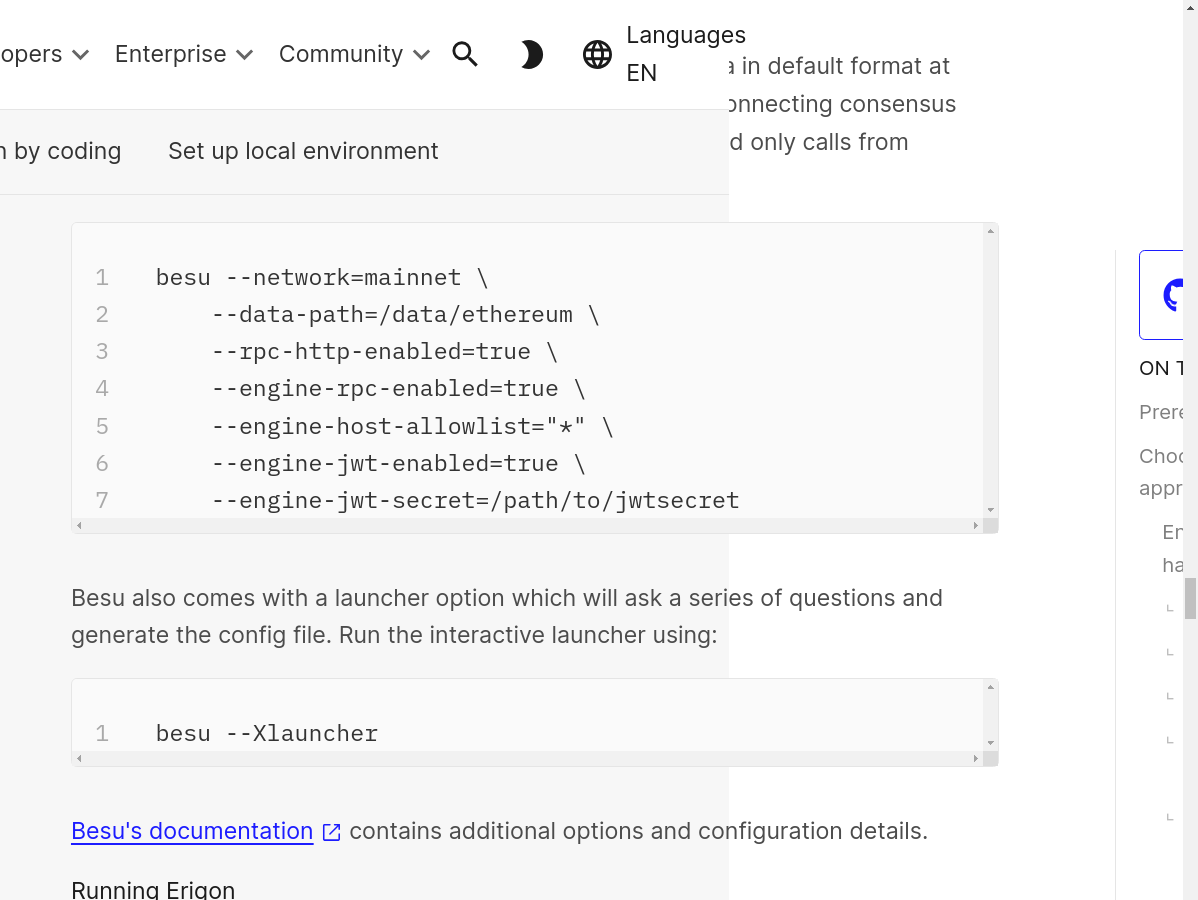 opers
Enterprise
Community
Languages
EN
in default format at
onnecting consensus
d only calls from
by coding
Set up local environment
1 besu --network=mainnet \
2 --data-path=/data/ethereum \
3 --rpc-http-enabled=true \
4 --engine-rpc-enabled=true \
5 --engine-host-allowlist="*" \
6 --engine-jwt-enabled=true \
7 --engine-jwt-secret=/path/to/jwtsecret
Besu also comes with a launcher option which will ask a series of questions and
generate the config file. Run the interactive launcher using:
1 besu --Xlauncher
Besu's documentation contains additional options and configuration details.
Running Erigon
ON T
Prere
Choo
appr
En
ha